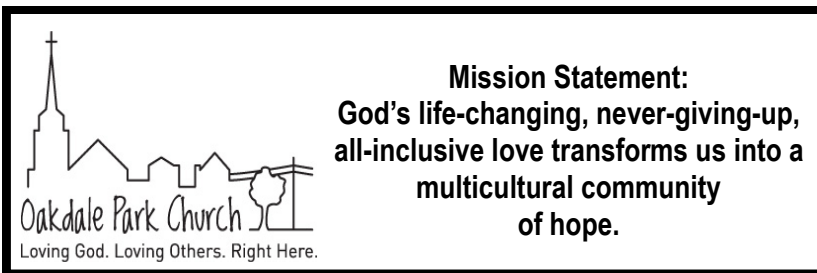 Oakdale Park Church
Loving God. Loving Others. Right Here.
Mission Statement:
God’s life-changing, never-giving-up,
all-inclusive love transforms us into a
multicultural community
of hope.